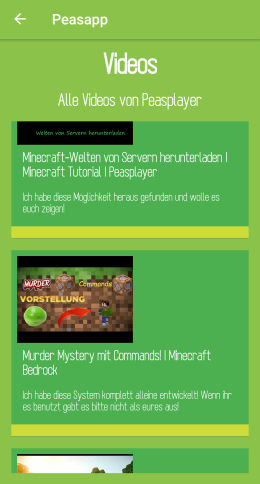 Peasapp
Videos
Alle Videos von Peasplayer
Welten von Servern herunterladen
Minecraft-Welten von Servern herunterladen |
Minecraft Tutorial | Peasplayer
Ich habe diese Möglichkeit heraus gefunden und wolle es
euch zeigen!
MURDER
Commands
VORSTELLUNG
Murder Mystery mit Commands! | Minecraft
Bedrock
Ich habe dieses System komplett alleine entwickelt! Wenn ihr
es benutzt gebt es bitte nicht als eures aus!